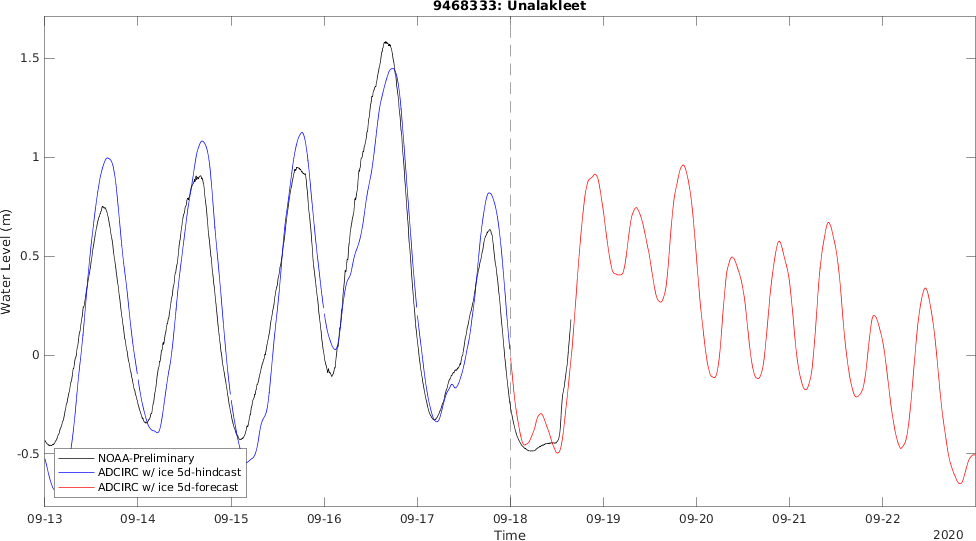 9468333: Unalakleet
Water Level (m)
1.5
1
0.5
0
-0.5
NOAA-Preliminary
ADCIRC w/ ice 5d-hindcast
ADCIRC w/ ice 5d-forecast
09-13 09-14 09-15 09-16 09-17 09-18 09-19 09-20 09-21 09-22
Time
2020